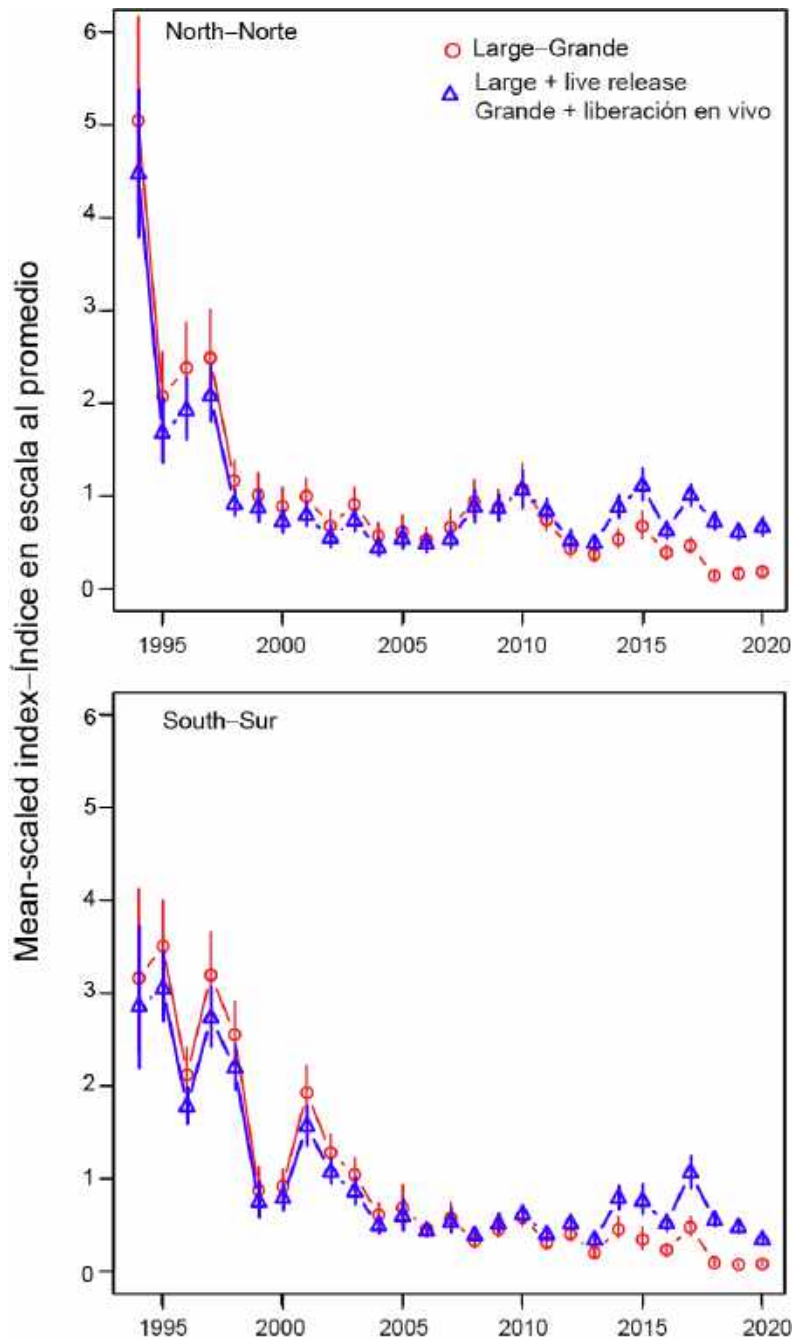 Mean-scaled index–Índice en escala al promedio
North–Norte
Large–Grande
Large + live release
Grande + liberación en vivo
6
5
4
3
2
1
0
1995 2000 2005 2010 2015 2020
South–Sur
6
5
4
3
2
1
0
1995 2000 2005 2010 2015 2020